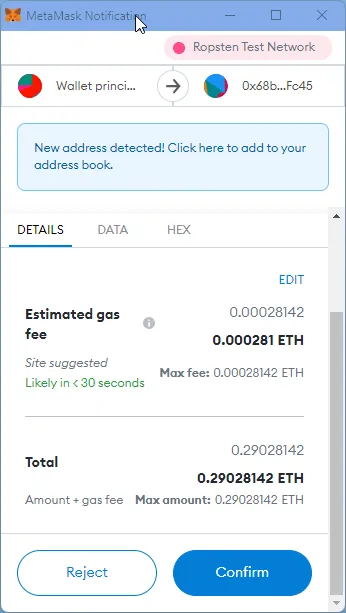 MetaMask Notification
Ropsten Test Network
Wallet princi... 0x68b...Fc45
New address detected! Click here to add to your
address book.
DETAILS DATA HEX
EDIT
Estimated gas
fee
0.00028142
0.000281 ETH
Site suggested
Likely in < 30 seconds
Max fee: 0.00028142 ETH
0.29028142
Total
0.29028142 ETH
Amount + gas fee Max amount: 0.29028142 ETH
Reject Confirm